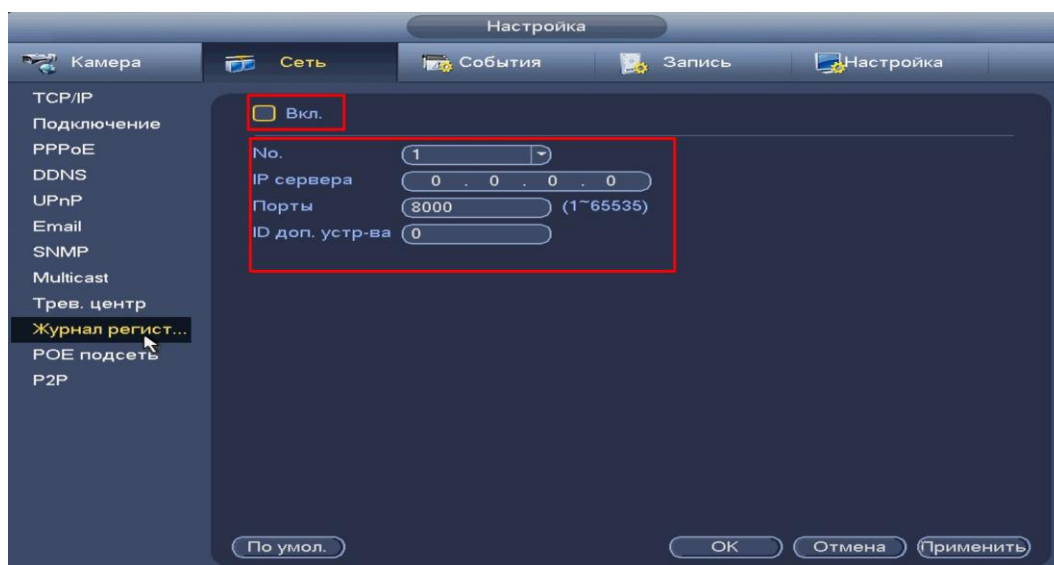 Настройка
Камера
Сеть
События
Запись
Настройка
TCP/IP
Подключение
PPPoE
DDNS
UPnP
Email
SNMP
Multicast
Трев. центр
Журнал регист...
POE подсеть
P2P
Вкл.
No. 1
IP сервера 0 . 0 . 0 . 0
Порты 8000 (1~65535)
ID доп. устр-ва 0
По умол. OK Отмена Применить